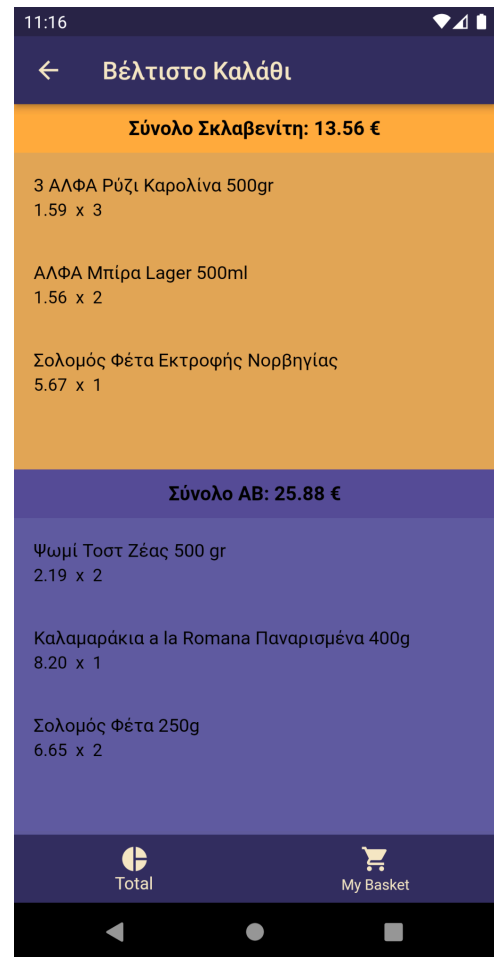 11:16
Βέλτιστο Καλάθι
Σύνολο Σκλαβενίτη: 13.56 €
3 ΑΛΦΑ Ρύζι Καρολίνα 500gr
1.59 x 3
ΑΛΦΑ Μπίρα Lager 500ml
1.56 x 2
Σολομός Φέτα Εκτροφής Νορβηγίας
5.67 x 1
Σύνολο ΑΒ: 25.88 €
Ψωμί Τοστ Ζέας 500 gr
2.19 x 2
Καλαμαράκια a la Romana Παναρισμένα 400g
8.20 x 1
Σολομός Φέτα 250g
6.65 x 2
Total
My Basket